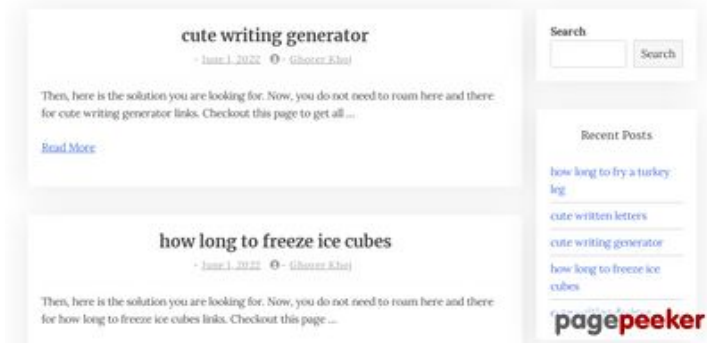 cute writing generator
- June 1, 2022 - Ghorer Khoj
Then, here is the solution you are looking for. Now, you do not need to roam here and there
for cute writing generator links. Checkout this page to get all ...
Read More
how long to freeze ice cubes
- June 1, 2022 - Ghorer Khoj
Then, here is the solution you are looking for. Now, you do not need to roam here and there
for how long to freeze ice cubes links. Checkout this page ...
Search
Search
Recent Posts
how long to fry a turkey
leg
cute written letters
cute writing generator
how long to freeze ice
cubes
pagepeeker